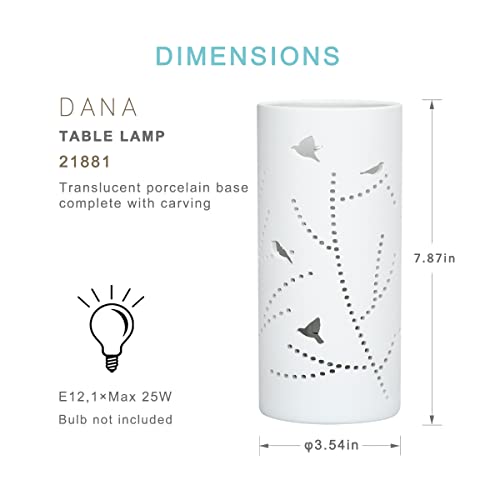 DIMENSIONS
DANA
TABLE LAMP
21881
Translucent porcelain base
complete with carving
7.87in
E12,1×Max 25W
Bulb not included
φ3.54in